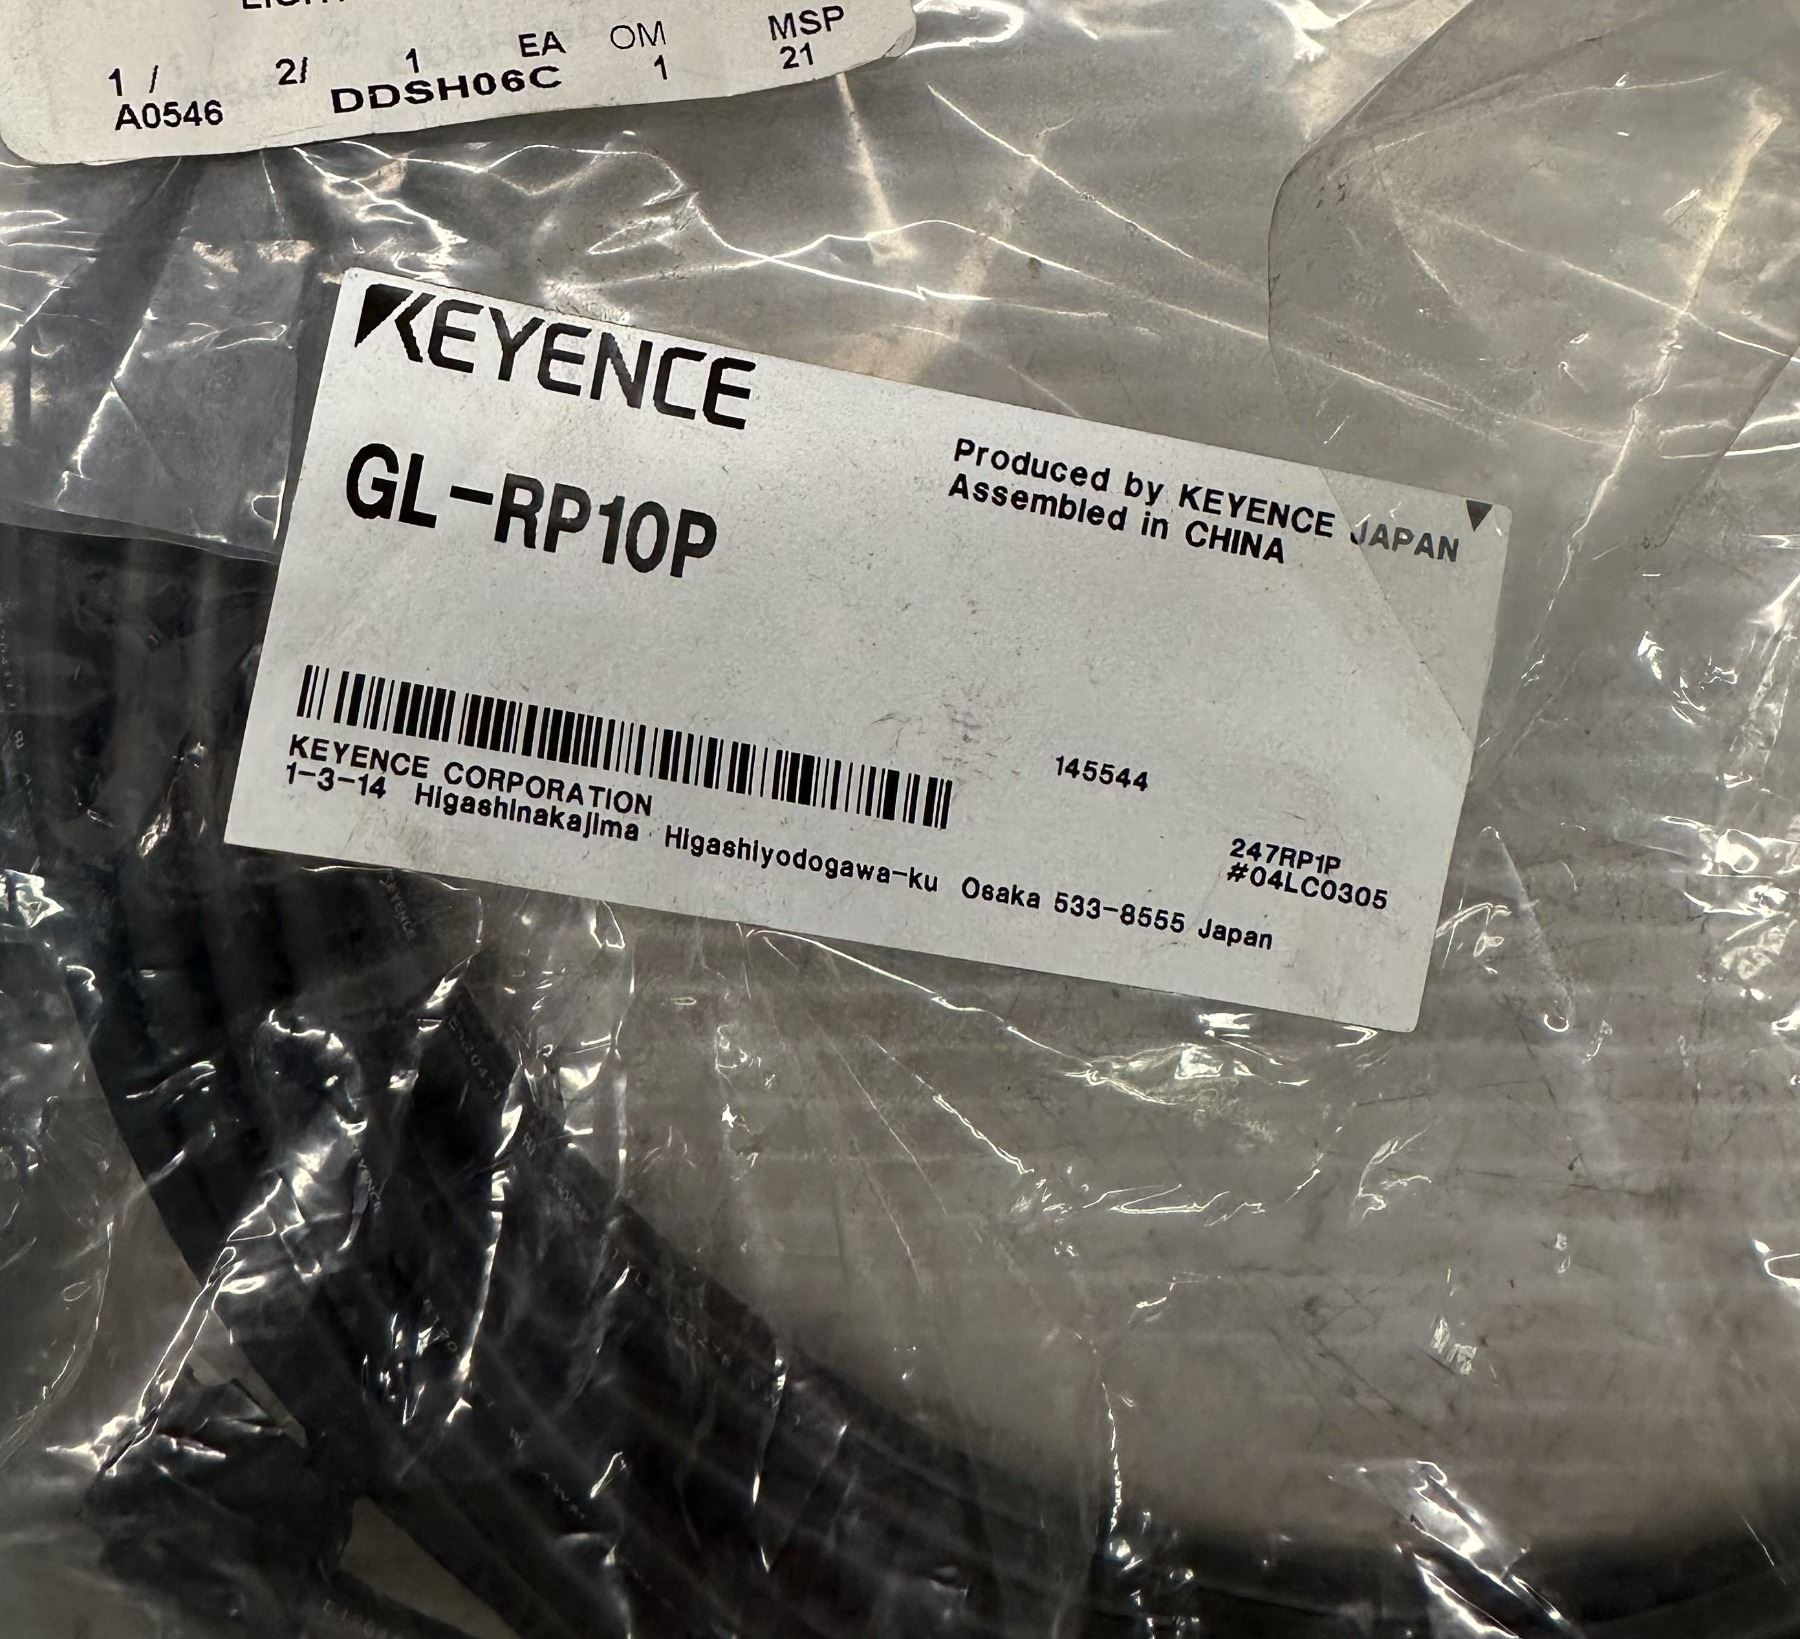 1 / 2/ 1 EA OM MSP
A0546 DDSH06C 1 21
KEYENCE
GL-RP10P
Produced by KEYENCE JAPAN
Assembled in CHINA
145544
KEYENCE CORPORATION
1-3-14 Higashinakajima Higashiyodogawa-ku Osaka 533-8555 Japan
247RP1P
#04LC0305